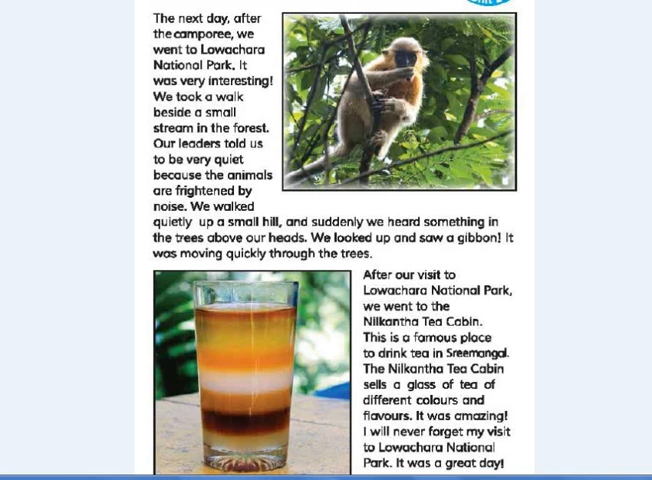 The next day, after
the camporee, we
went to Lowachara
National Park. It
was very interesting!
We took a walk
beside a small
stream in the forest.
Our leaders told us
to be very quiet
because the animals
are frightened by
noise. We walked
quietly up a small hill, and suddenly we heard something in
the trees above our heads. We looked up and saw a gibbon! It
was moving quickly through the trees.
After our visit to
Lowachara National Park,
we went to the
Nilkantha Tea Cabin.
This is a famous place
to drink tea in Sreemangal.
The Nilkantha Tea Cabin
sells a glass of tea of
different colours and
flavours. It was amazing!
I will never forget my visit
to Lowachara National
Park. It was a great day!